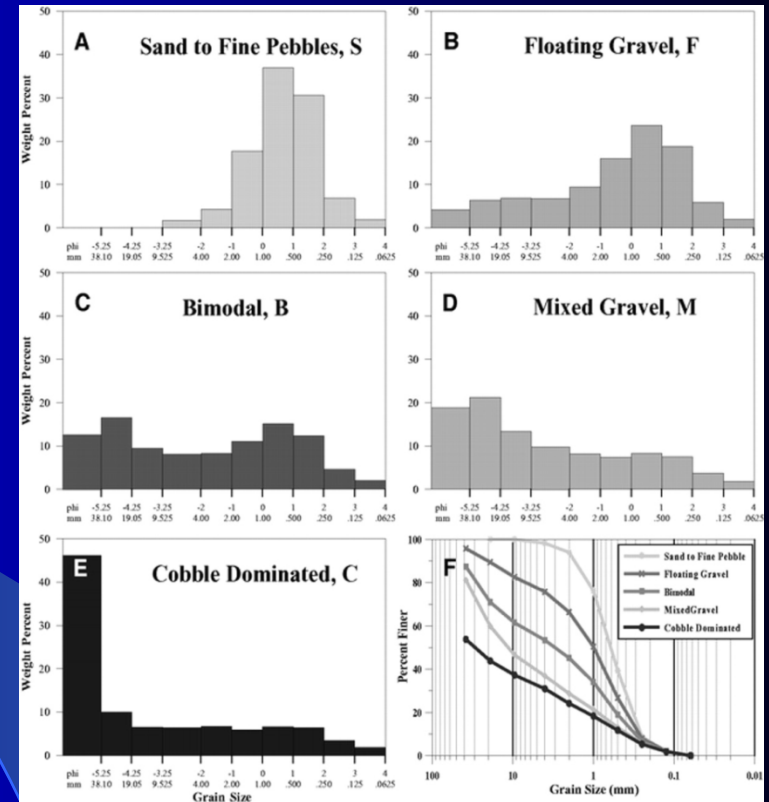 A
Sand to Fine Pebbles, S
Weight Percent
50
40
30
20
10
0
phi -5.25 -4.25 -3.25 -2 -1 0 1 2 3 4
mm 38.10 19.05 9.525 4.00 2.00 1.00 .500 .250 .125 .0625
B
Floating Gravel, F
50
40
30
20
10
0
phi -5.25 -4.25 -3.25 -2 -1 0 1 2 3 4
mm 38.10 19.05 9.525 4.00 2.00 1.00 .500 .250 .125 .0625
C
Bimodal, B
Weight Percent
50
40
30
20
10
0
phi -5.25 -4.25 -3.25 -2 -1 0 1 2 3 4
mm 38.10 19.05 9.525 4.00 2.00 1.00 .500 .250 .125 .0625
D
Mixed Gravel, M
50
40
30
20
10
0
phi -5.25 -4.25 -3.25 -2 -1 0 1 2 3 4
mm 38.10 19.05 9.525 4.00 2.00 1.00 .500 .250 .125 .0625
E
Cobble Dominated, C
Weight Percent
50
40
30
20
10
0
phi -5.25 -4.25 -3.25 -2 -1 0 1 2 3 4
mm 38.10 19.05 9.525 4.00 2.00 1.00 .500 .250 .125 .0625
Grain Size
F
Percent Finer
100
80
60
40
20
0
Sand to Fine Pebble
Floating Gravel
Bimodal
MixedGravel
Cobble Dominated
100 10 1 0.1 0.01
Grain Size (mm)